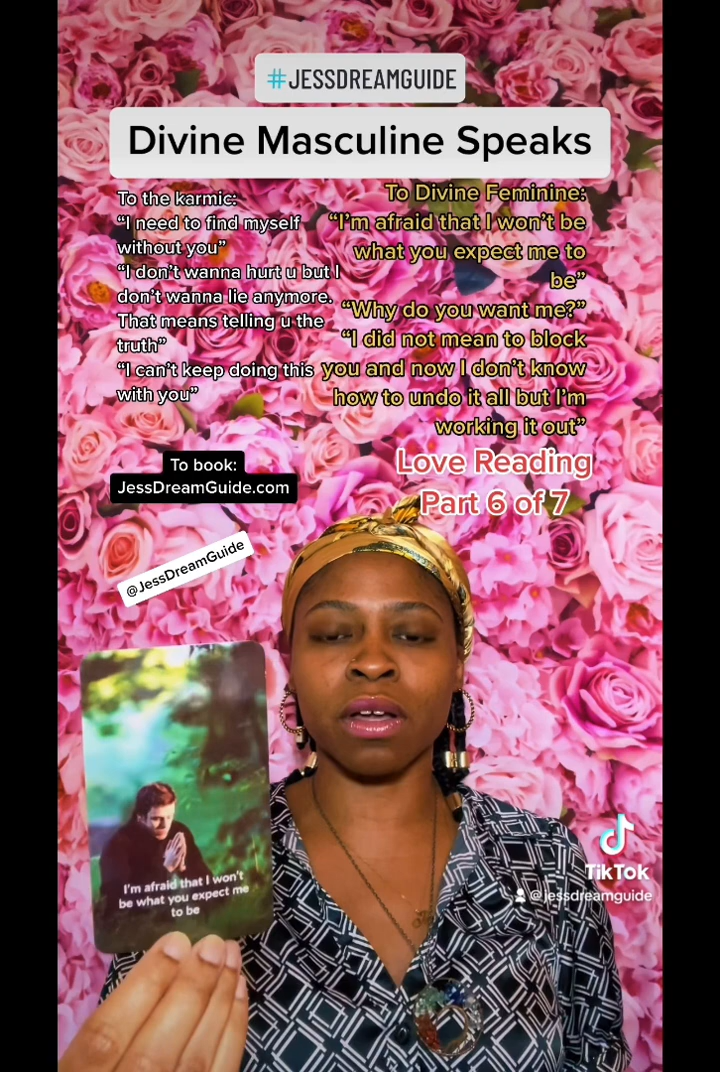 #JESSDREAMGUIDE
Divine Masculine Speaks
To the karmic:
“I need to find myself
without you”
“I don’t wanna hurt u but I
don’t wanna lie anymore.
That means telling u the
truth”
“I can’t keep doing this
with you”
To Divine Feminine:
“I’m afraid that I won’t be
what you expect me to
be”
“Why do you want me?”
“I did not mean to block
you and now I don’t know
how to undo it all but I’m
working it out”
Love Reading
Part 6 of 7
To book:
JessDreamGuide.com
@JessDreamGuide
I’m afraid that I won’t
be what you expect me
to be
TikTok
@jessdreamguide